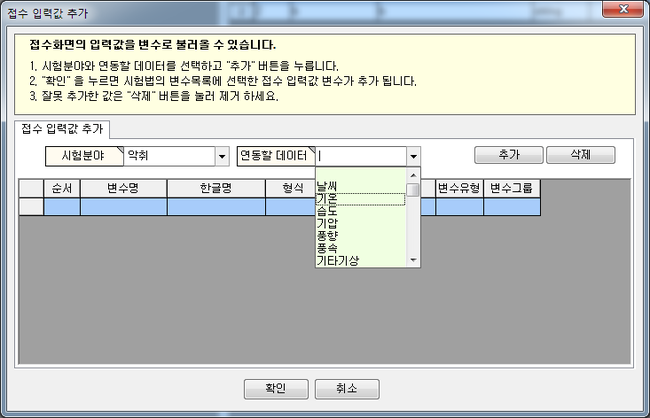 접수 입력값 추가
접수화면의 입력값을 변수로 불러올 수 있습니다.
1. 시험분야와 연동할 데이터를 선택하고 "추가" 버튼을 누릅니다.
2. "확인" 을 누르면 시험법의 변수목록에 선택한 접수 입력값 변수가 추가 됩니다.
3. 잘못 추가한 값은 "삭제" 버튼을 눌러 제거 하세요.
접수 입력값 추가
시험분야 악취 연동할 데이터 추가 삭제
순서 변수명 한글명 형식 변수유형 변수그룹
날씨
기온
습도
기압
풍향
풍속
기타기상
확인 취소